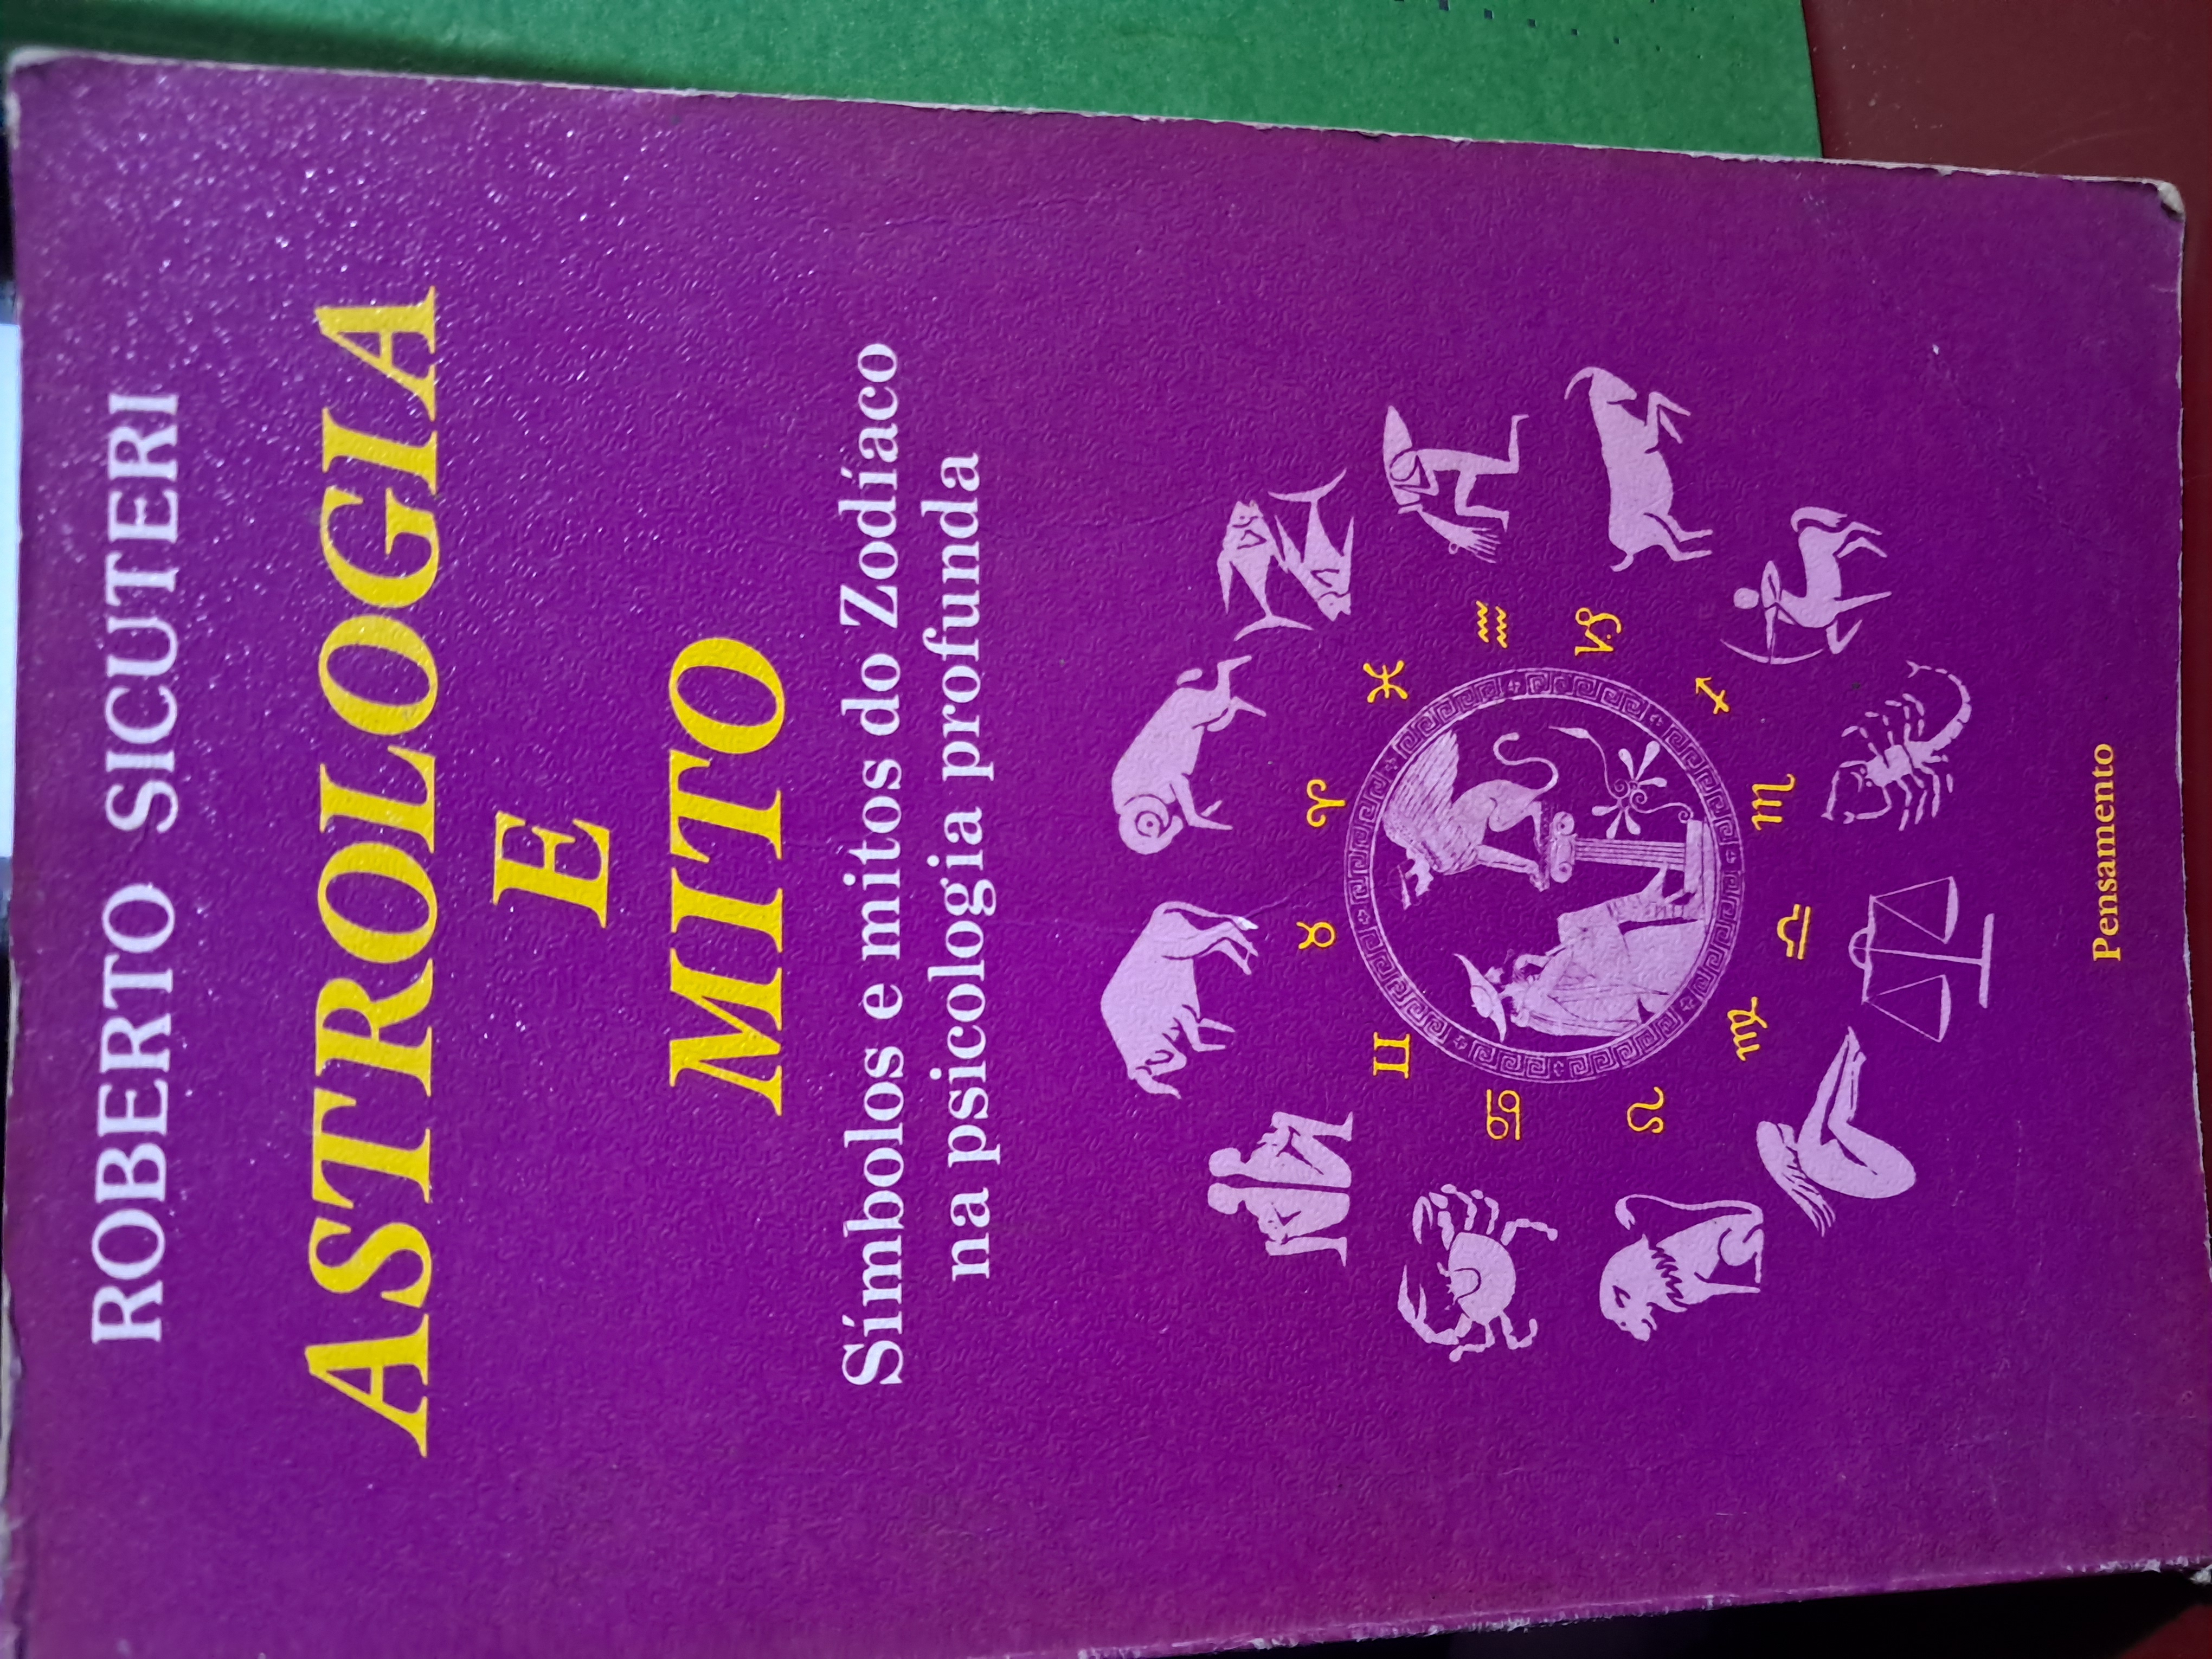 ROBERTO SICUTERI
ASTROLOGIA
E
MITO
Símbolos e mitos do Zodíaco
na psicologia profunda
♈
♉
♊
♋
♌
♍
♎
♏
♐
♑
♒
♓
Pensamento